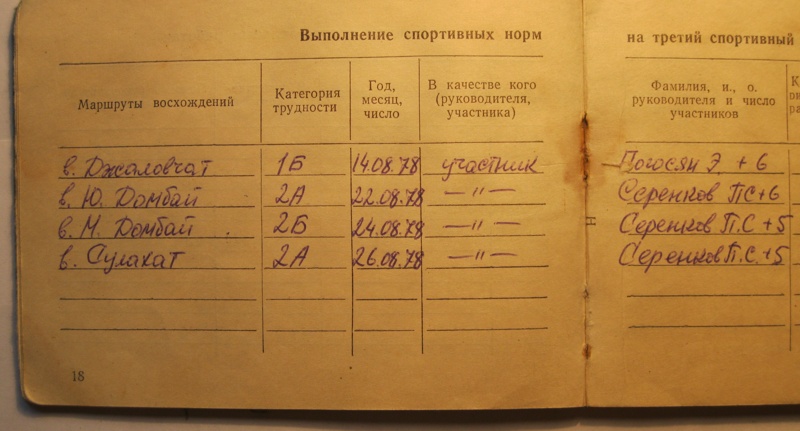 Выполнение спортивных норм на третий спортивный
Маршруты восхождений
Категория трудности
Год, месяц, число
В качестве кого (руководителя, участника)
Фамилия, и., о. руководителя и число участников
в. Джаловчат 1Б 14.08.78 участник Погосян Э. + 6
в. Ю. Домбай 2А 22.08.78 —"— Серенков ПС+6
в. М. Домбай 2Б 24.08.78 —"— Серенков П.С +5
в. Сулахат 2А 26.08.78 —"— Серенков П.С.+5
18